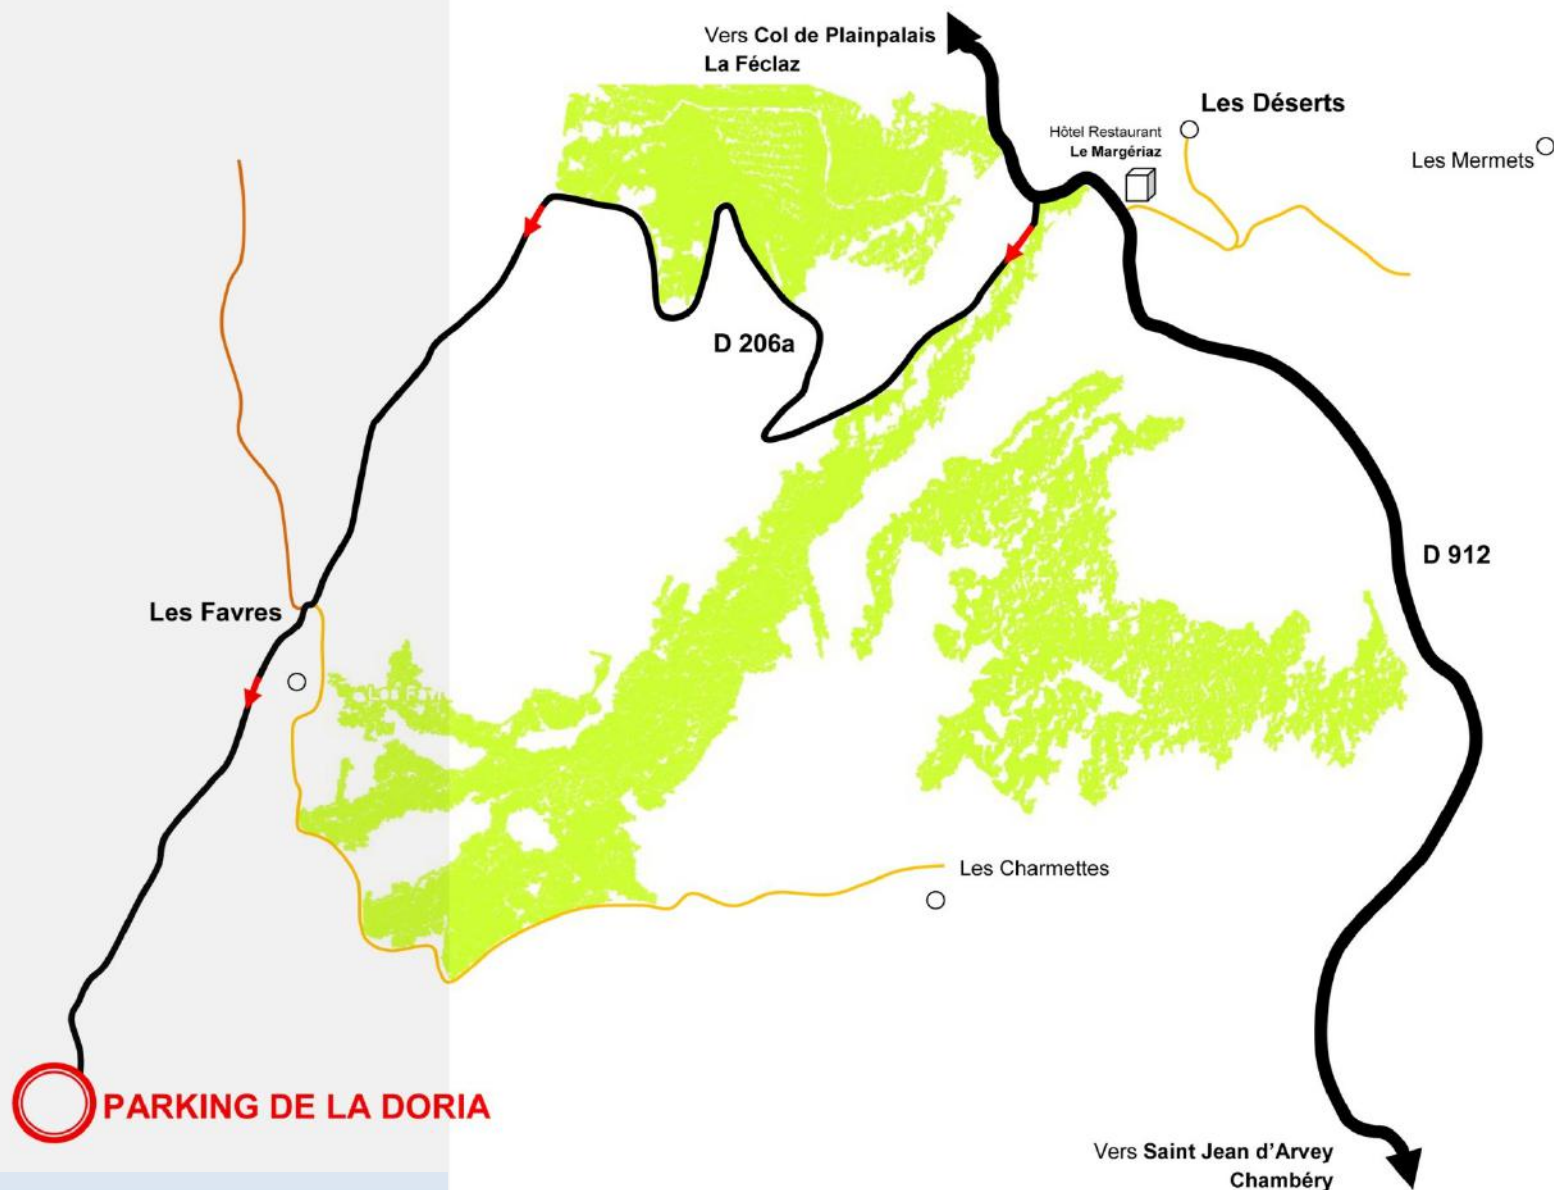 Vers Col de Plainpalais
La Féclaz
Les Déserts
Hôtel Restaurant
Le Margériaz
Les Mermets
D 206a
D 912
Les Favres
Les Charmettes
PARKING DE LA DORIA
Vers Saint Jean d'Arvey
Chambéry